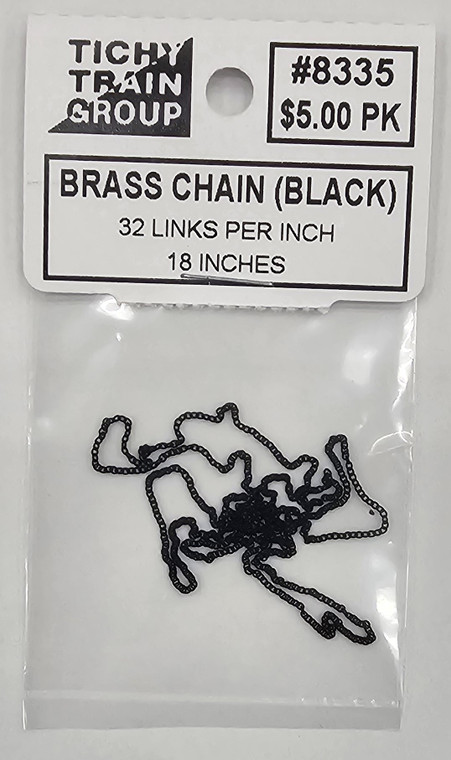 TICHY
TRAIN
GROUP
#8335
$5.00 PK
BRASS CHAIN (BLACK)
32 LINKS PER INCH
18 INCHES